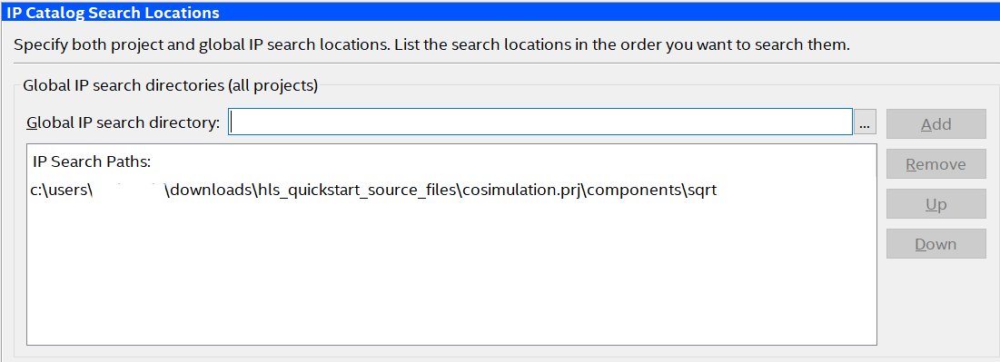 IP Catalog Search Locations
Specify both project and global IP search locations. List the search locations in the order you want to search them.
Global IP search directories (all projects)
Global IP search directory:
...
Add
IP Search Paths:
Remove
c:\users\ \downloads\hls_quickstart_source_files\cosimulation.prj\components\sqrt
Up
Down